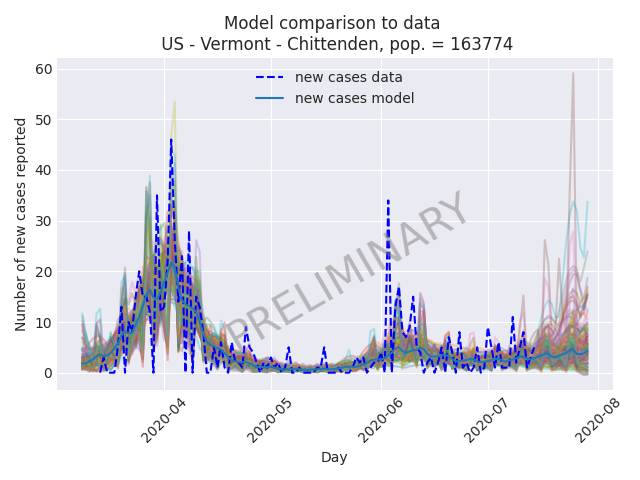 Model comparison to data
US - Vermont - Chittenden, pop. = 163774
new cases data
new cases model
PRELIMINARY
Number of new cases reported
60
50
40
30
20
10
0
2020-04
2020-05
2020-06
2020-07
2020-08
Day